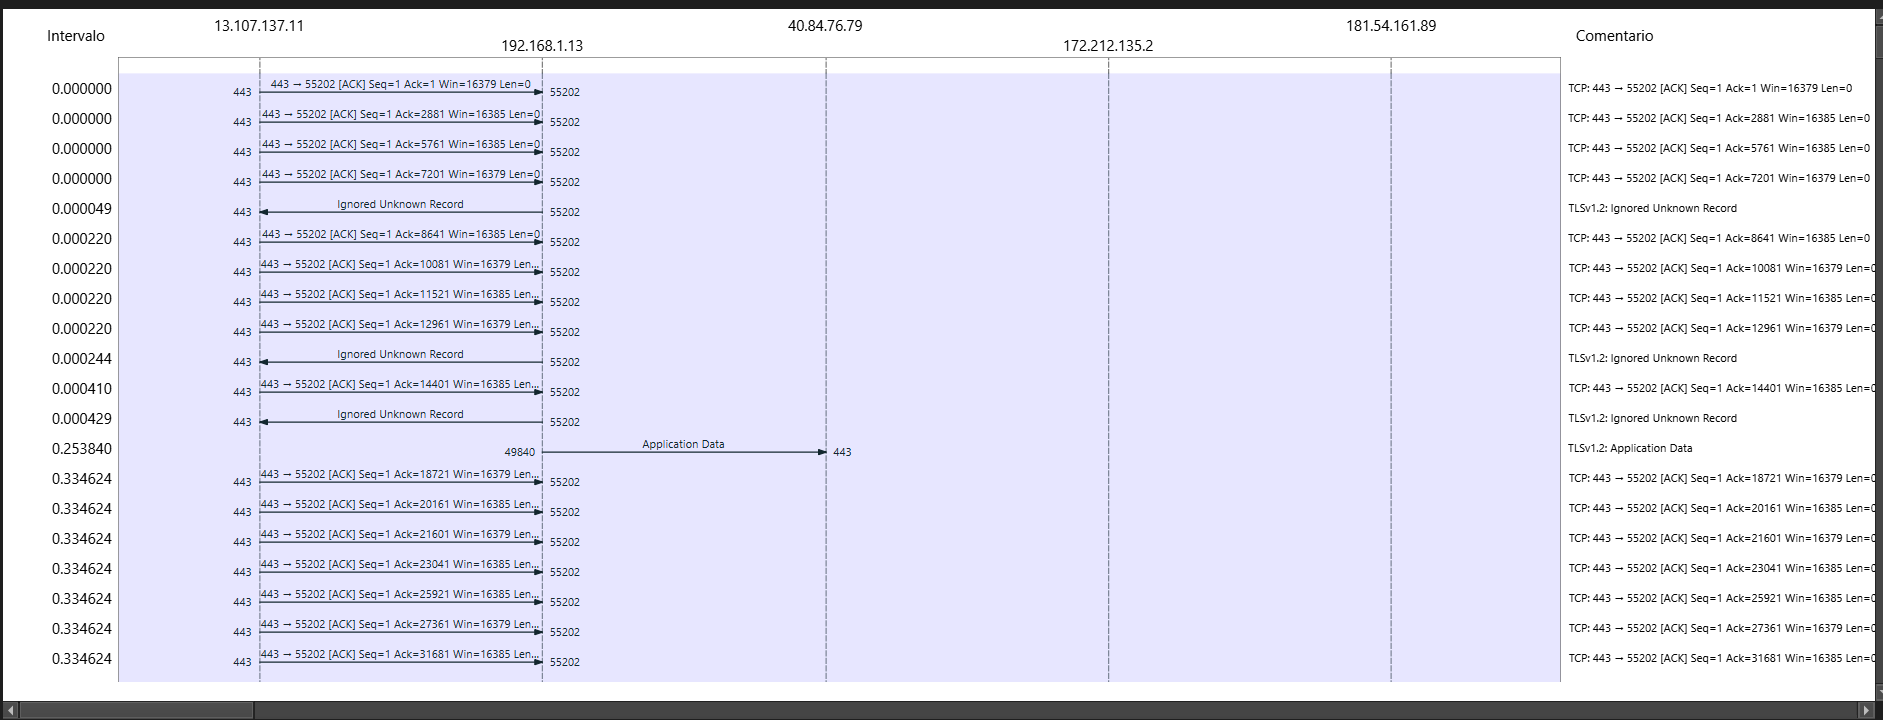 13.107.137.11 40.84.76.79 181.54.161.89
Intervalo 192.168.1.13 172.212.135.2 Comentario
0.000000 443 443 → 55202 [ACK] Seq=1 Ack=1 Win=16379 Len=0 55202 TCP: 443 → 55202 [ACK] Seq=1 Ack=1 Win=16379 Len=0
0.000000 443 443 → 55202 [ACK] Seq=1 Ack=2881 Win=16385 Len=0 55202 TCP: 443 → 55202 [ACK] Seq=1 Ack=2881 Win=16385 Len=0
0.000000 443 443 → 55202 [ACK] Seq=1 Ack=5761 Win=16385 Len=0 55202 TCP: 443 → 55202 [ACK] Seq=1 Ack=5761 Win=16385 Len=0
0.000000 443 443 → 55202 [ACK] Seq=1 Ack=7201 Win=16379 Len=0 55202 TCP: 443 → 55202 [ACK] Seq=1 Ack=7201 Win=16379 Len=0
0.000049 443 Ignored Unknown Record 55202 TLSv1.2: Ignored Unknown Record
0.000220 443 443 → 55202 [ACK] Seq=1 Ack=8641 Win=16385 Len=0 55202 TCP: 443 → 55202 [ACK] Seq=1 Ack=8641 Win=16385 Len=0
0.000220 443 443 → 55202 [ACK] Seq=1 Ack=10081 Win=16379 Len... 55202 TCP: 443 → 55202 [ACK] Seq=1 Ack=10081 Win=16379 Len=0
0.000220 443 443 → 55202 [ACK] Seq=1 Ack=11521 Win=16385 Len... 55202 TCP: 443 → 55202 [ACK] Seq=1 Ack=11521 Win=16385 Len=0
0.000220 443 443 → 55202 [ACK] Seq=1 Ack=12961 Win=16379 Len... 55202 TCP: 443 → 55202 [ACK] Seq=1 Ack=12961 Win=16379 Len=0
0.000244 443 Ignored Unknown Record 55202 TLSv1.2: Ignored Unknown Record
0.000410 443 443 → 55202 [ACK] Seq=1 Ack=14401 Win=16385 Len... 55202 TCP: 443 → 55202 [ACK] Seq=1 Ack=14401 Win=16385 Len=0
0.000429 443 Ignored Unknown Record 55202 TLSv1.2: Ignored Unknown Record
0.253840 49840 Application Data 443 TLSv1.2: Application Data
0.334624 443 443 → 55202 [ACK] Seq=1 Ack=18721 Win=16379 Len... 55202 TCP: 443 → 55202 [ACK] Seq=1 Ack=18721 Win=16379 Len=0
0.334624 443 443 → 55202 [ACK] Seq=1 Ack=20161 Win=16385 Len... 55202 TCP: 443 → 55202 [ACK] Seq=1 Ack=20161 Win=16385 Len=0
0.334624 443 443 → 55202 [ACK] Seq=1 Ack=21601 Win=16379 Len... 55202 TCP: 443 → 55202 [ACK] Seq=1 Ack=21601 Win=16379 Len=0
0.334624 443 443 → 55202 [ACK] Seq=1 Ack=23041 Win=16385 Len... 55202 TCP: 443 → 55202 [ACK] Seq=1 Ack=23041 Win=16385 Len=0
0.334624 443 443 → 55202 [ACK] Seq=1 Ack=25921 Win=16385 Len... 55202 TCP: 443 → 55202 [ACK] Seq=1 Ack=25921 Win=16385 Len=0
0.334624 443 443 → 55202 [ACK] Seq=1 Ack=27361 Win=16379 Len... 55202 TCP: 443 → 55202 [ACK] Seq=1 Ack=27361 Win=16379 Len=0
0.334624 443 443 → 55202 [ACK] Seq=1 Ack=31681 Win=16385 Len... 55202 TCP: 443 → 55202 [ACK] Seq=1 Ack=31681 Win=16385 Len=0